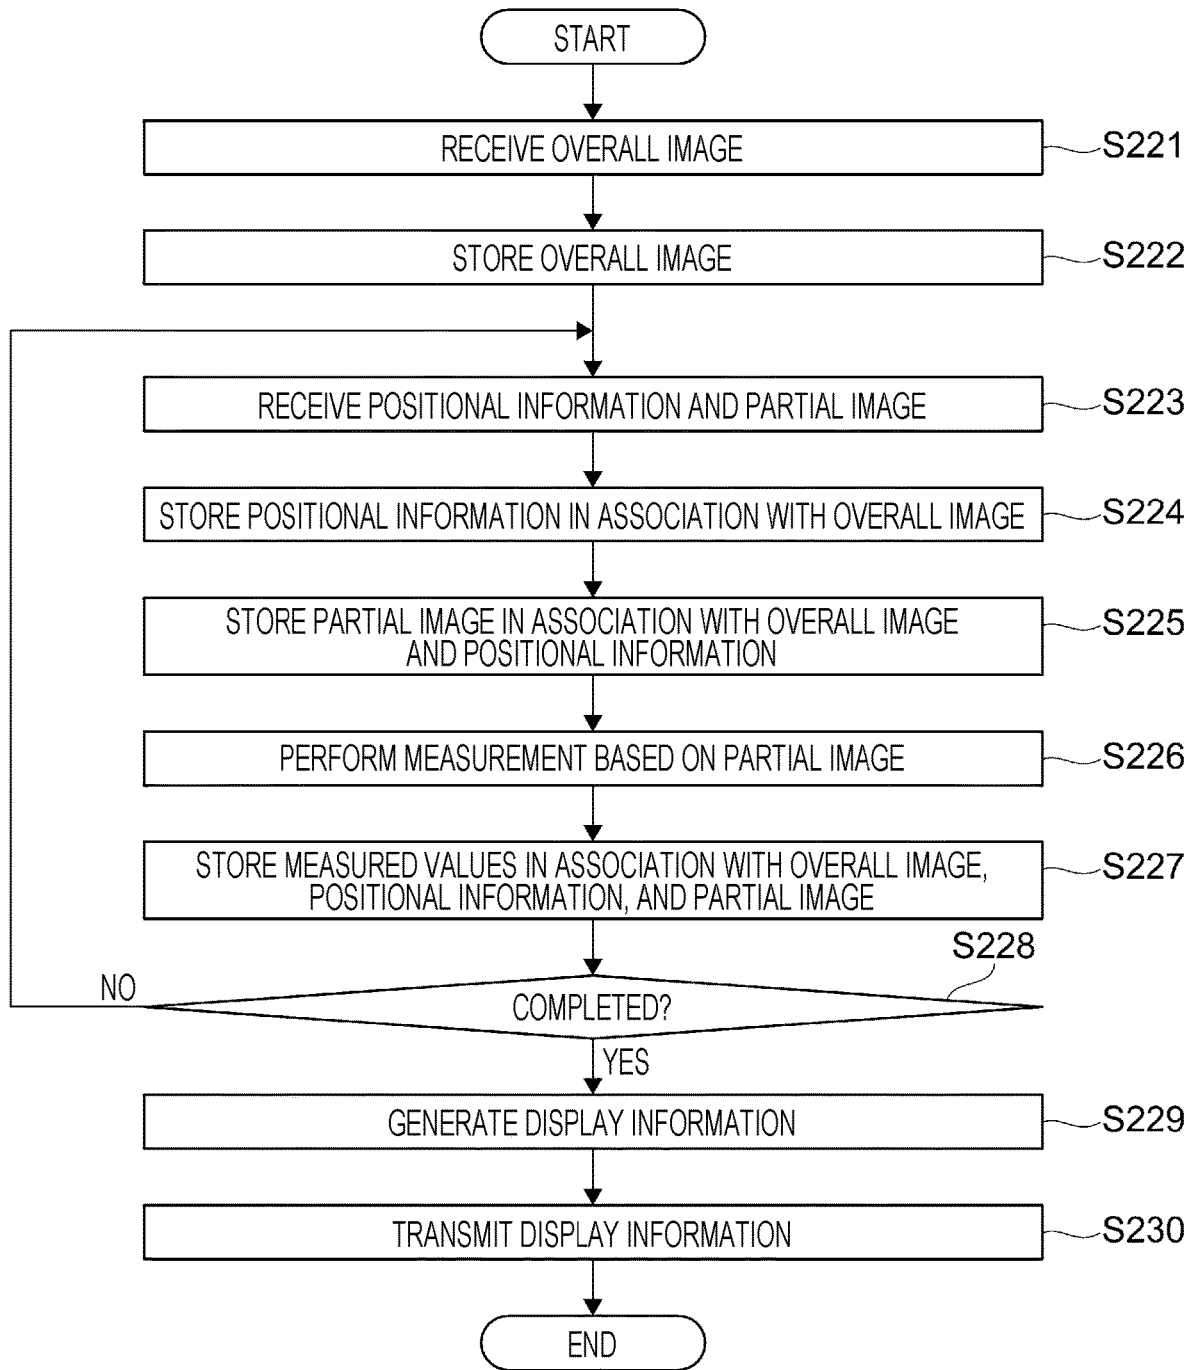 START
RECEIVE OVERALL IMAGE
S221
STORE OVERALL IMAGE
S222
RECEIVE POSITIONAL INFORMATION AND PARTIAL IMAGE
S223
STORE POSITIONAL INFORMATION IN ASSOCIATION WITH OVERALL IMAGE
S224
STORE PARTIAL IMAGE IN ASSOCIATION WITH OVERALL IMAGE
AND POSITIONAL INFORMATION
S225
PERFORM MEASUREMENT BASED ON PARTIAL IMAGE
S226
STORE MEASURED VALUES IN ASSOCIATION WITH OVERALL IMAGE,
POSITIONAL INFORMATION, AND PARTIAL IMAGE
S227
S228
NO
COMPLETED?
YES
GENERATE DISPLAY INFORMATION
S229
TRANSMIT DISPLAY INFORMATION
S230
END